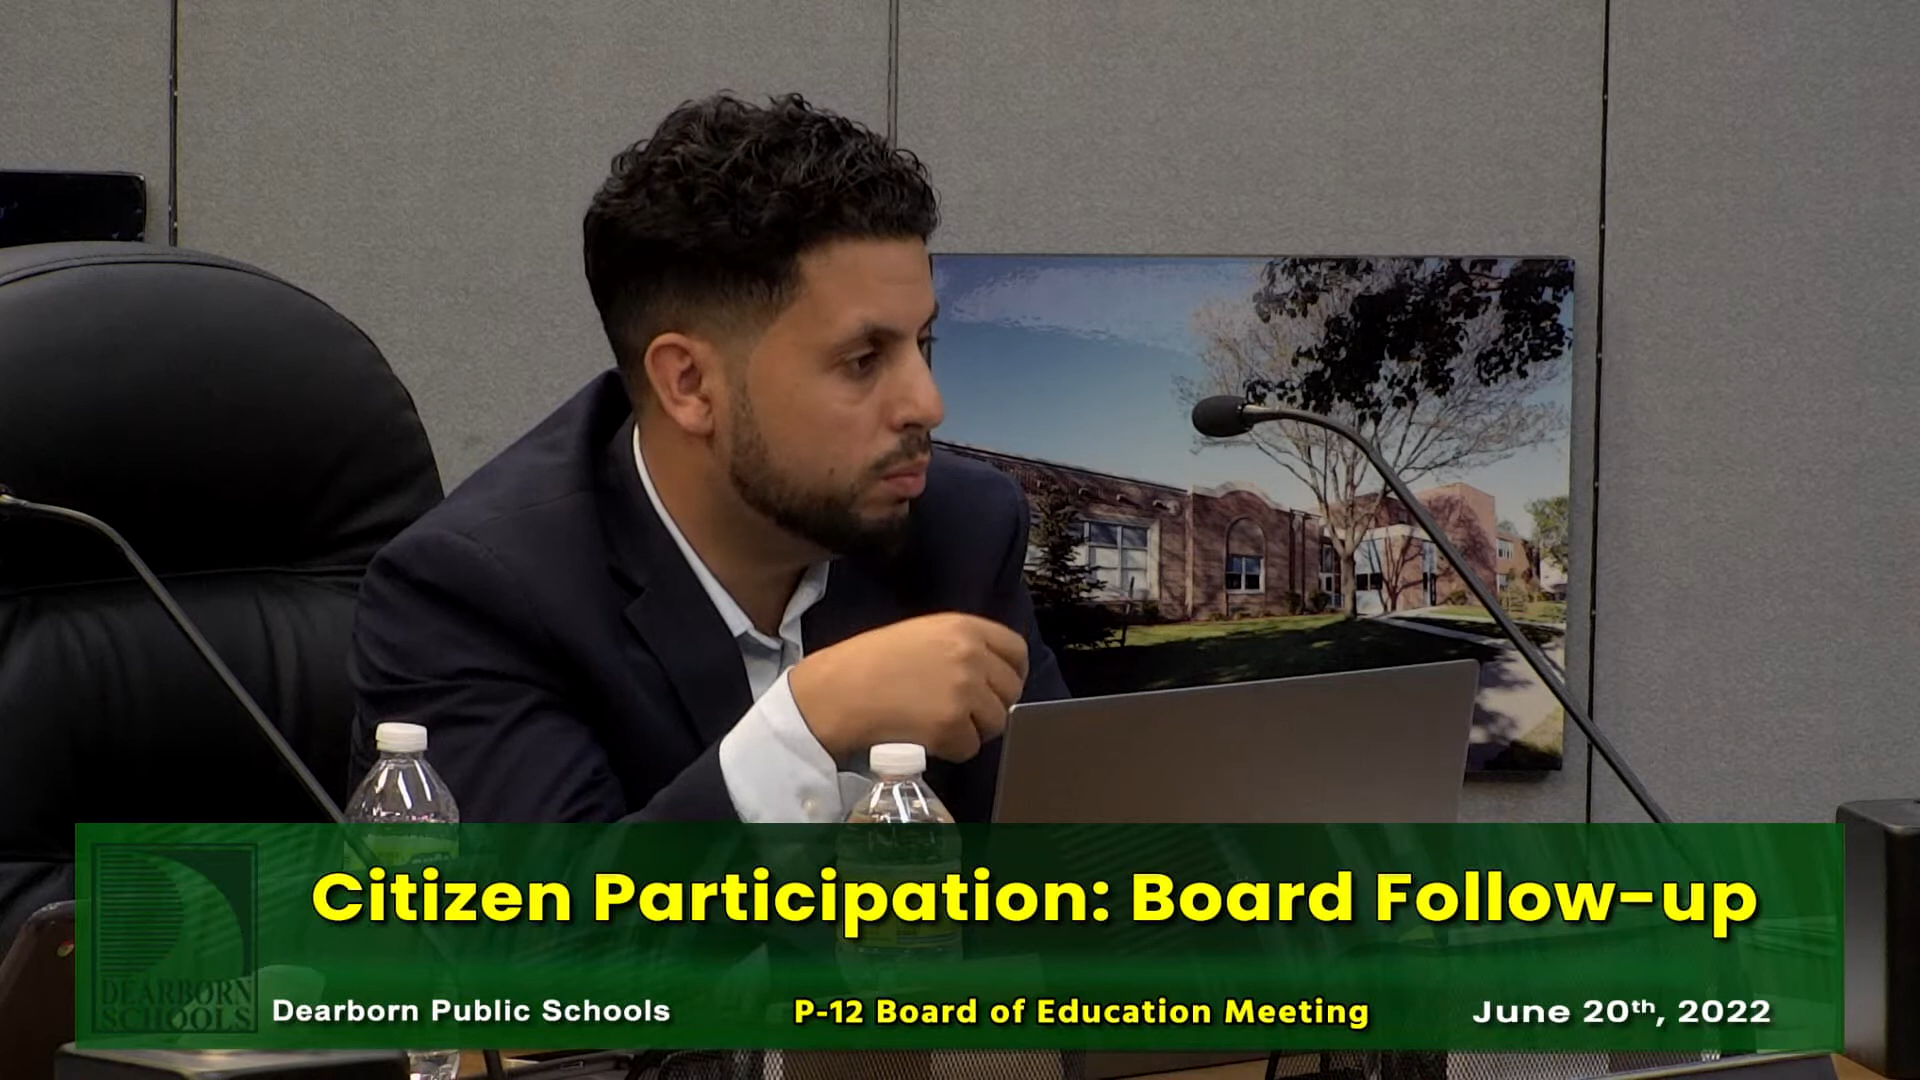 Citizen Participation: Board Follow-up
DEARBORN
SCHOOLS
Dearborn Public Schools
P-12 Board of Education Meeting
June 20th, 2022